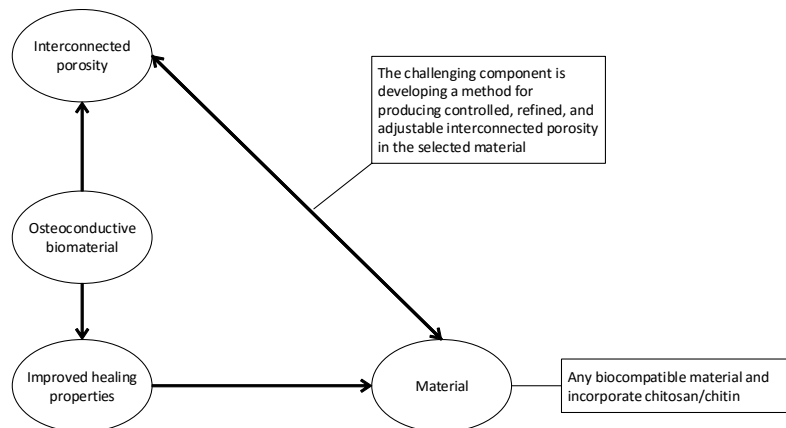 Interconnected
porosity
The challenging component is
developing a method for
producing controlled, refined, and
adjustable interconnected porosity
in the selected material
Osteoconductive
biomaterial
Improved healing
properties
Material
Any biocompatible material and
incorporate chitosan/chitin